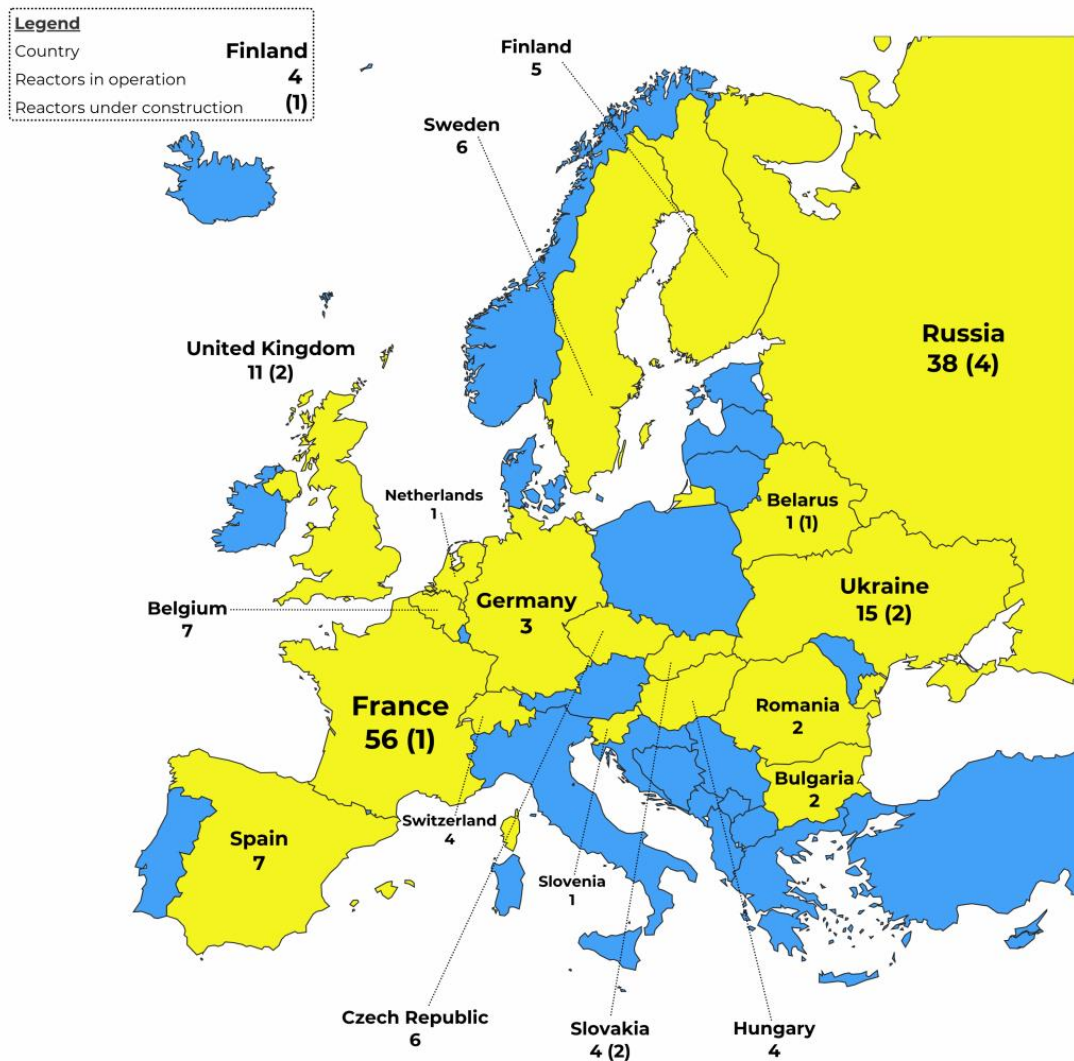 Legend
Country Finland
Reactors in operation 4
Reactors under construction (1)
Finland
5
Sweden
6
United Kingdom
11 (2)
Russia
38 (4)
Netherlands
1
Belarus
1 (1)
Belgium
7
Germany
3
Ukraine
15 (2)
France
56 (1)
Romania
2
Bulgaria
2
Switzerland
4
Spain
7
Slovenia
1
Czech Republic
6
Slovakia
4 (2)
Hungary
4